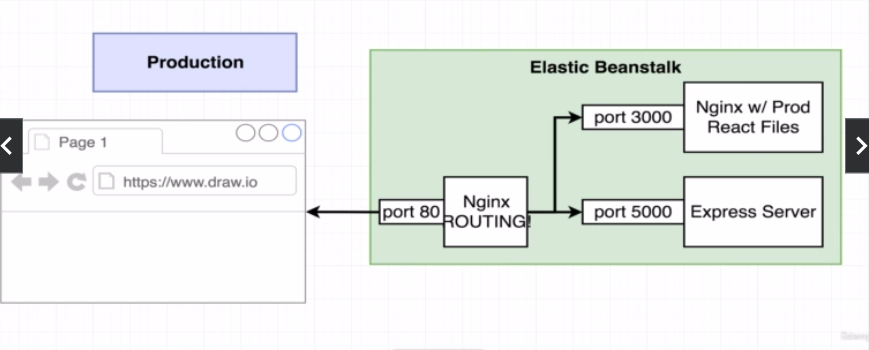 Production
Elastic Beanstalk
Page 1
https://www.draw.io
port 80
Nginx
ROUTING!
port 3000
Nginx w/ Prod
React Files
port 5000
Express Server